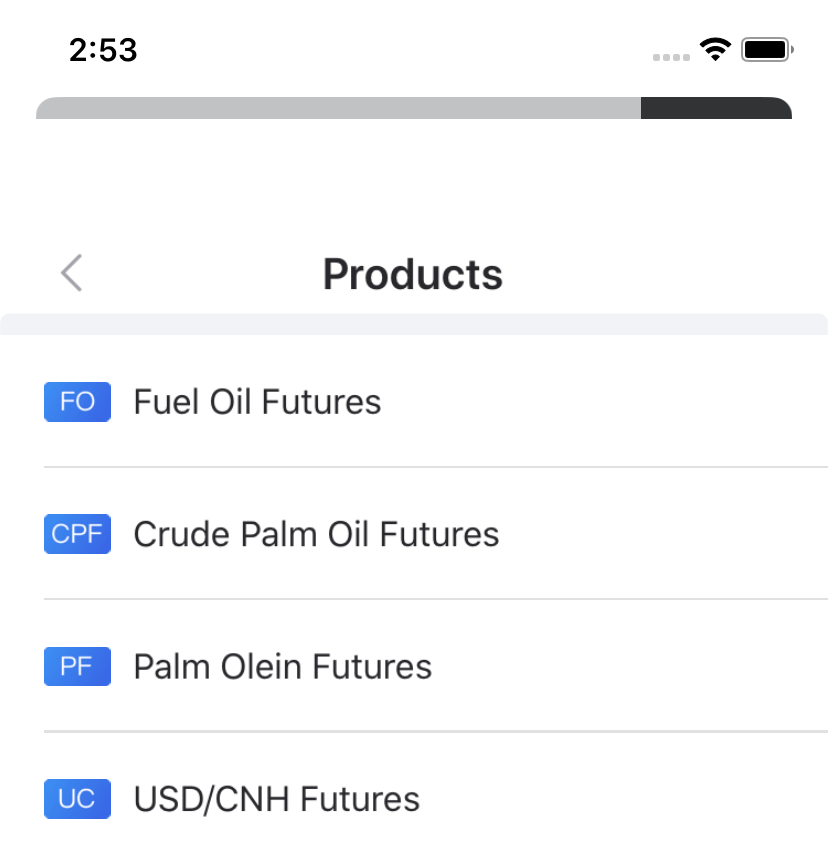 2:53
Products
FO Fuel Oil Futures
CPF Crude Palm Oil Futures
PF Palm Olein Futures
UC USD/CNH Futures